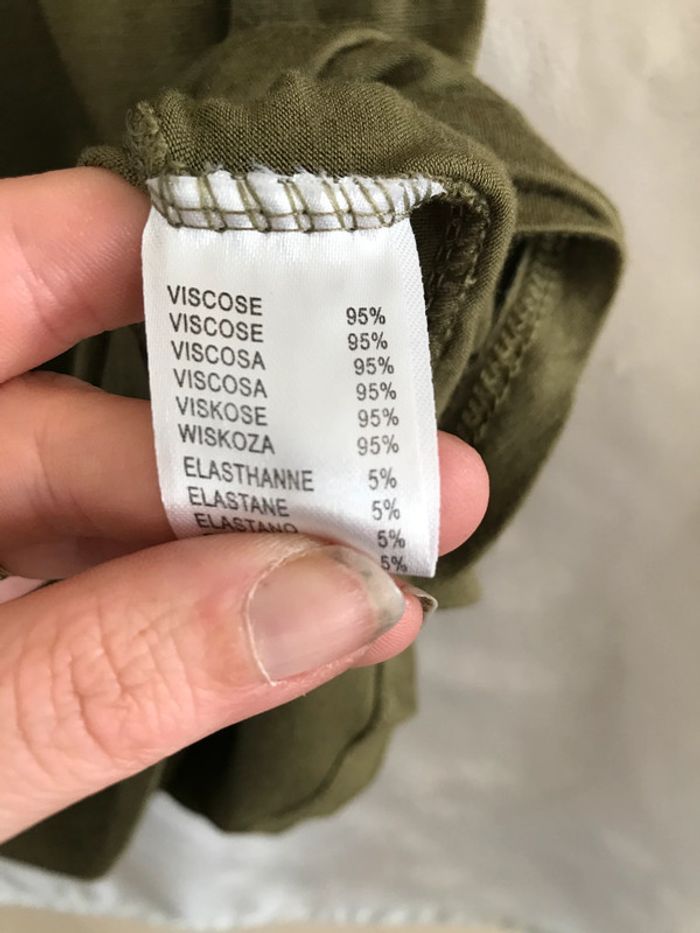 VISCOSE 95%
VISCOSE 95%
VISCOSA 95%
VISCOSA 95%
VISKOSE 95%
WISKOZA 95%
ELASTHANNE 5%
ELASTANE 5%
ELASTANO 5%
5%